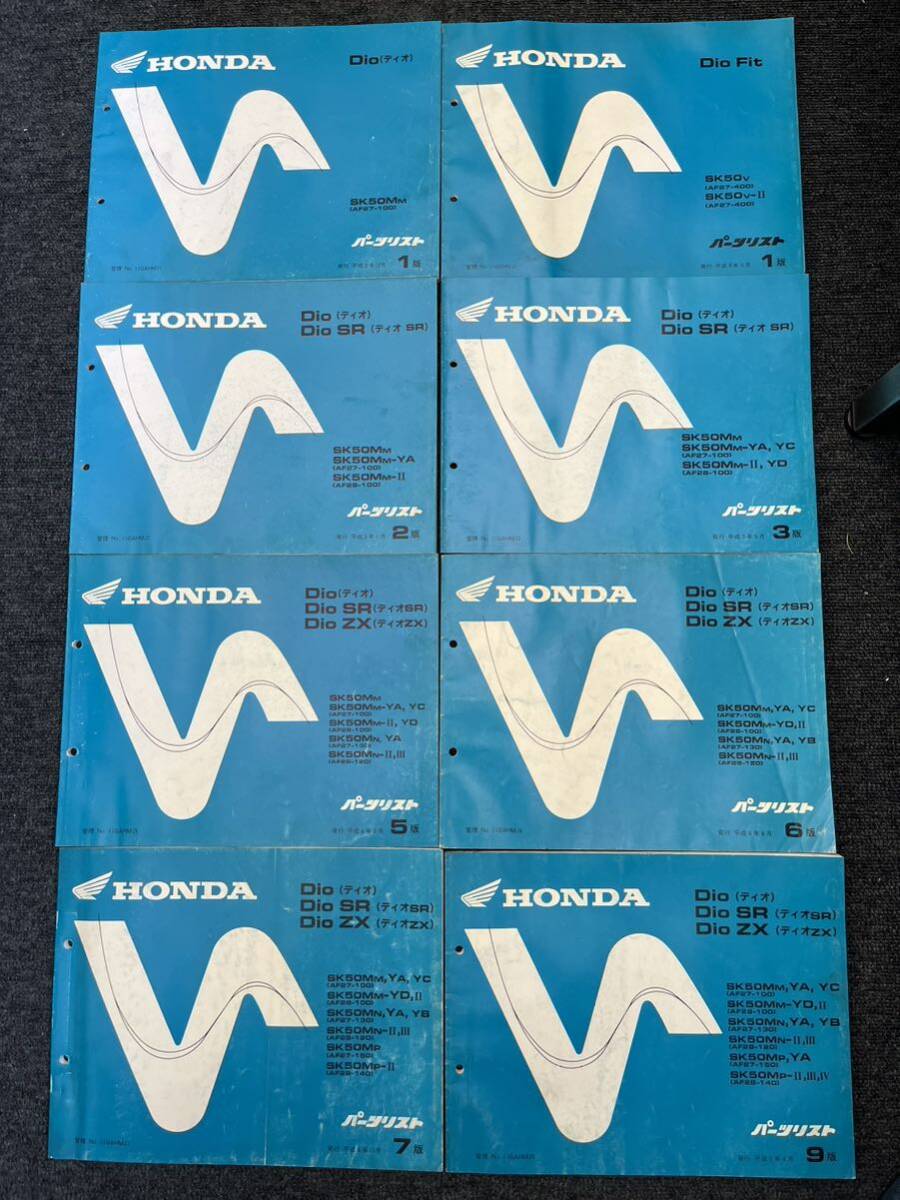 HONDA
Dio(ディオ)
SK50MM
(AF27-100)
パーツリスト
1版
HONDA
Dio Fit
SK50V
(AF27-400)
SK50V-II
(AF27-400)
パーツリスト
1版
HONDA
Dio (ディオ)
Dio SR (ディオ SR)
SK50MM
SK50MM-YA
(AF27-100)
SK50MM-II
(AF28-100)
パーツリスト
2版
HONDA
Dio (ディオ)
Dio SR (ディオ SR)
SK50MM
SK50MM-YA, YC
(AF27-100)
SK50MM-II, YD
(AF28-100)
パーツリスト
3版
HONDA
Dio(ディオ)
Dio SR(ディオSR)
Dio ZX(ディオZX)
SK50MM
SK50MM-YA, YC
(AF27-100)
SK50MM-II, YD
(AF28-100)
SK50MN, YA
(AF27-130)
SK50MN-II,III
(AF28-120)
パーツリスト
5版
HONDA
Dio (ディオ)
Dio SR (ディオSR)
Dio ZX (ディオZX)
SK50MM,YA, YC
(AF27-100)
SK50MM-YD,II
(AF28-100)
SK50MN,YA, YB
(AF27-130)
SK50MN-II,III
(AF28-120)
パーツリスト
6版
HONDA
Dio (ディオ)
Dio SR (ディオSR)
Dio ZX (ディオZX)
SK50MM,YA, YC
(AF27-100)
SK50MM-YD,II
(AF28-100)
SK50MN,YA, YB
(AF27-130)
SK50MN-II,III
(AF28-120)
SK50MP
(AF27-150)
SK50MP-II
(AF28-140)
パーツリスト
7版
HONDA
Dio (ディオ)
Dio SR (ディオSR)
Dio ZX (ディオZX)
SK50MM,YA, YC
(AF27-100)
SK50MM-YD,II
(AF28-100)
SK50MN,YA, YB
(AF27-130)
SK50MN-II,III
(AF28-120)
SK50MP,YA
(AF27-150)
SK50MP-II,III,IV
(AF28-140)
パーツリスト
9版